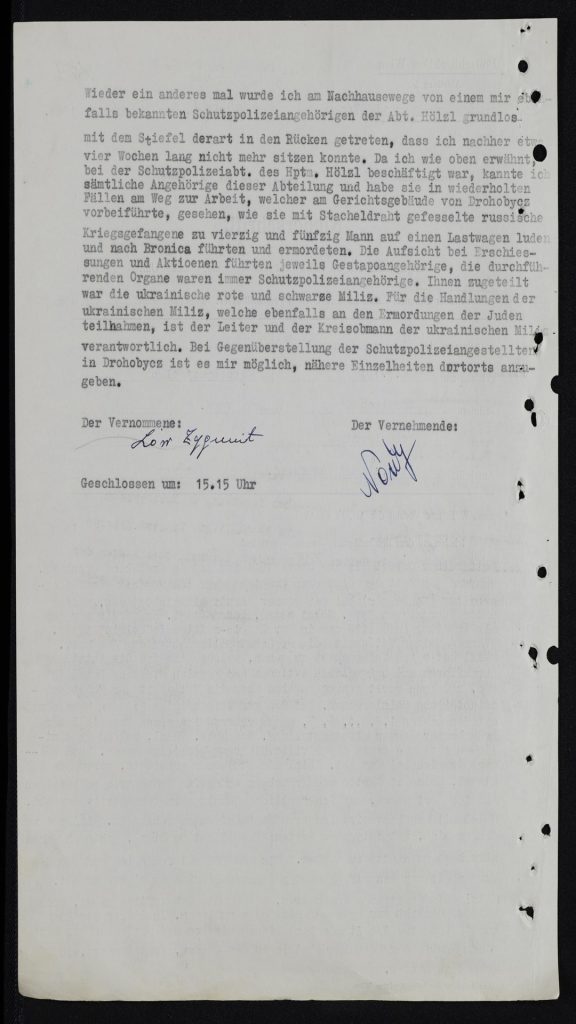 Wieder ein anderes mal wurde ich am Nachhausewege von einem mir eben-
falls bekannten Schutzpolizeiangehörigen der Abt. Hölzl grundlos
mit dem Stiefel derart in den Rücken getreten, dass ich nachher etwa
vier Wochen lang nicht mehr sitzen konnte. Da ich wie oben erwähnt,
bei der Schutzpolizeiabt. des Hptm. Hölzl beschäftigt war, kannte ich
sämtliche Angehörige dieser Abteilung und habe sie in wiederholten
Fällen am Weg zur Arbeit, welcher am Gerichtsgebäude von Drohobycz
vorbeiführte, gesehen, wie sie mit Stacheldraht gefesselte russische
Kriegsgefangene zu vierzig und fünfzig Mann auf einen Lastwagen luden
und nach Bronica führten und ermordeten. Die Aufsicht bei Erschies-
sungen und Aktioenen führten jeweils Gestapoangehörige, die durchfüh-
renden Organe waren immer Schutzpolizeiangehörige. Ihnen zugeteilt
war die ukrainische rote und schwarze Miliz. Für die Handlungen der
ukrainischen Miliz, welche ebenfalls an den Ermordungen der Juden
teilnahmen, ist der Leiter und der Kreisobmann der ukrainischen Miliz
verantwortlich. Bei Gegenüberstellung der Schutzpolizeiangestellten
in Drohobycz ist es mir möglich, nähere Einzelheiten dortorts anzu-
geben.
Der Vernommene: Der Vernehmende:
Löw Zygmunt
Geschlossen um: 15.15 Uhr